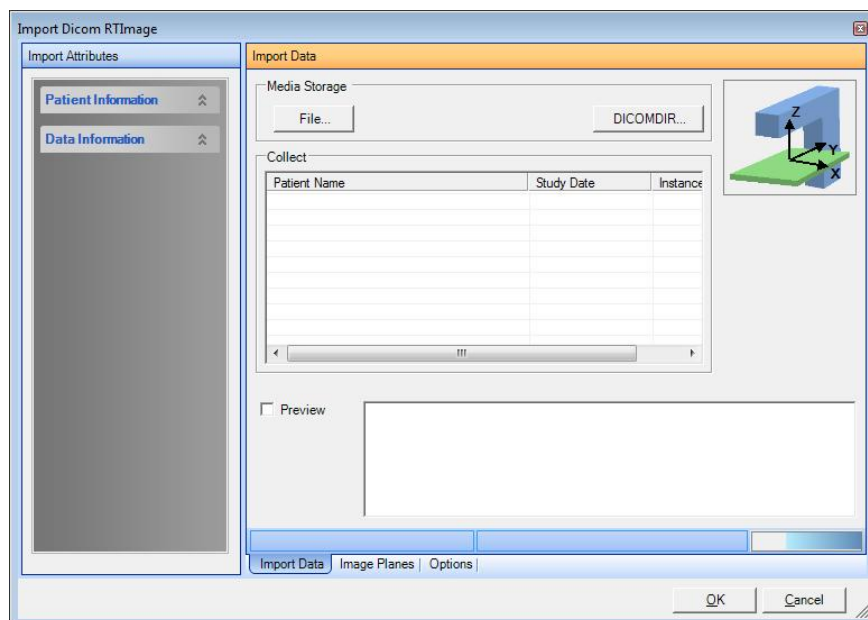 Import Dicom RTImage
Import Attributes
Patient Information
Data Information
Import Data
Media Storage
File...
DICOMDIR...
Z
Y
X
Collect
Patient Name Study Date Instance
Preview
Import Data Image Planes Options
OK Cancel